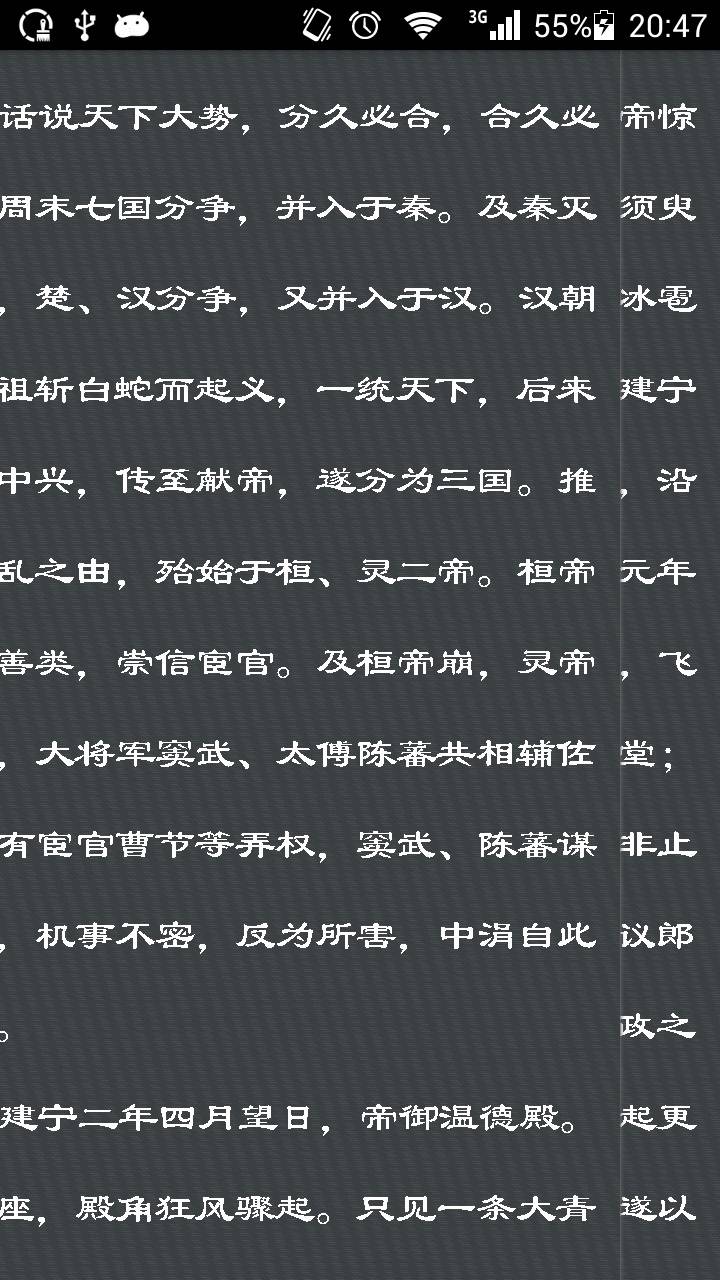 3G 55% 20:47
话说天下大势，分久必合，合久必
周末七国分争，并入于秦。及秦灭
，楚、汉分争，又并入于汉。汉朝
祖斩白蛇而起义，一统天下，后来
中兴，传至献帝，遂分为三国。推
乱之由，殆始于桓、灵二帝。桓帝
善类，崇信宦官。及桓帝崩，灵帝
，大将军窦武、太傅陈蕃共相辅佐
有宦官曹节等弄权，窦武、陈蕃谋
，机事不密，反为所害，中涓自此
。
建宁二年四月望日，帝御温德殿。
座，殿角狂风骤起。只见一条大青
帝惊
须臾
冰雹
建宁
，沿
元年
，飞
堂；
非止
议郎
政之
起更
遂以